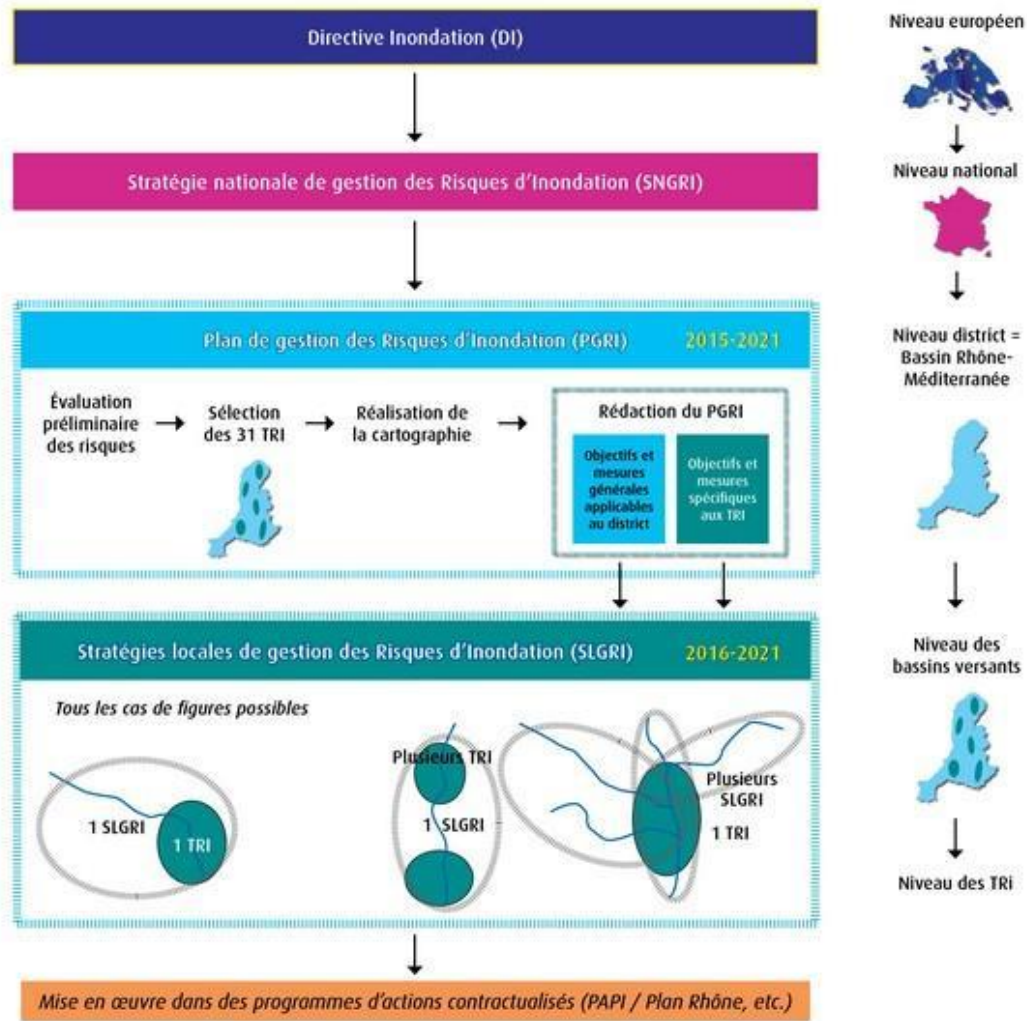 Directive Inondation (DI)
Stratégie nationale de gestion des Risques d'Inondation (SNGRI)
Plan de gestion des Risques d'Inondation (PGRI) 2015-2021
Évaluation
préliminaire
des risques
Sélection
des 31 TRI
Réalisation de
la cartographie
Rédaction du PGRI
Objectifs et
mesures
générales
applicables
au district
Objectifs et
mesures
spécifiques
aux TRI
Stratégies locales de gestion des Risques d'Inondation (SLGRI) 2016-2021
Tous les cas de figures possibles
1 SLGRI
1 TRI
Plusieurs TRI
1 SLGRI
Plusieurs
SLGRI
1 TRI
Mise en œuvre dans des programmes d'actions contractualisés (PAPI / Plan Rhône, etc.)
Niveau européen
Niveau national
Niveau district =
Bassin Rhône-
Méditerranée
Niveau des
bassins versants
Niveau des TRi